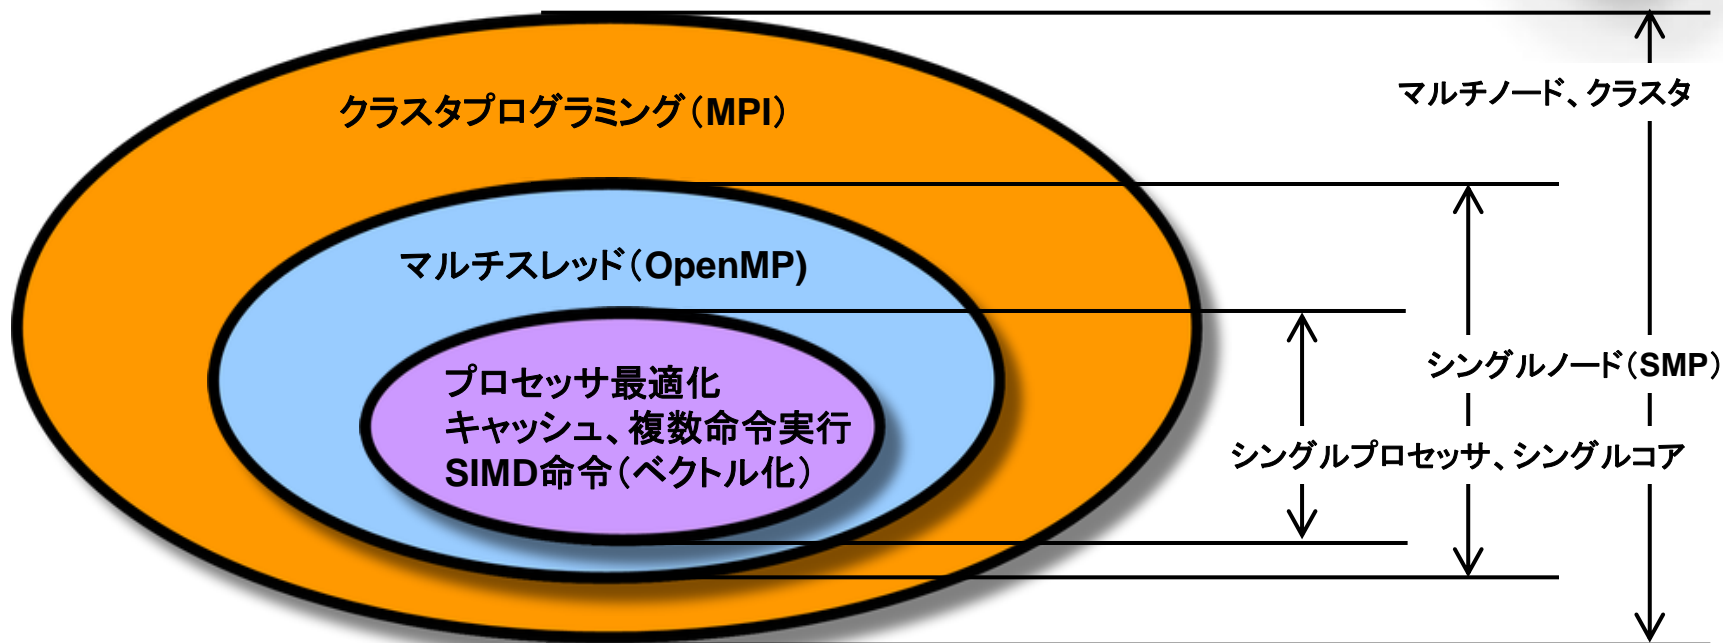 クラスタプログラミング（MPI）
マルチスレッド（OpenMP)
プロセッサ最適化
キャッシュ、複数命令実行
SIMD命令（ベクトル化）
マルチノード、クラスタ
シングルノード（SMP）
シングルプロセッサ、シングルコア